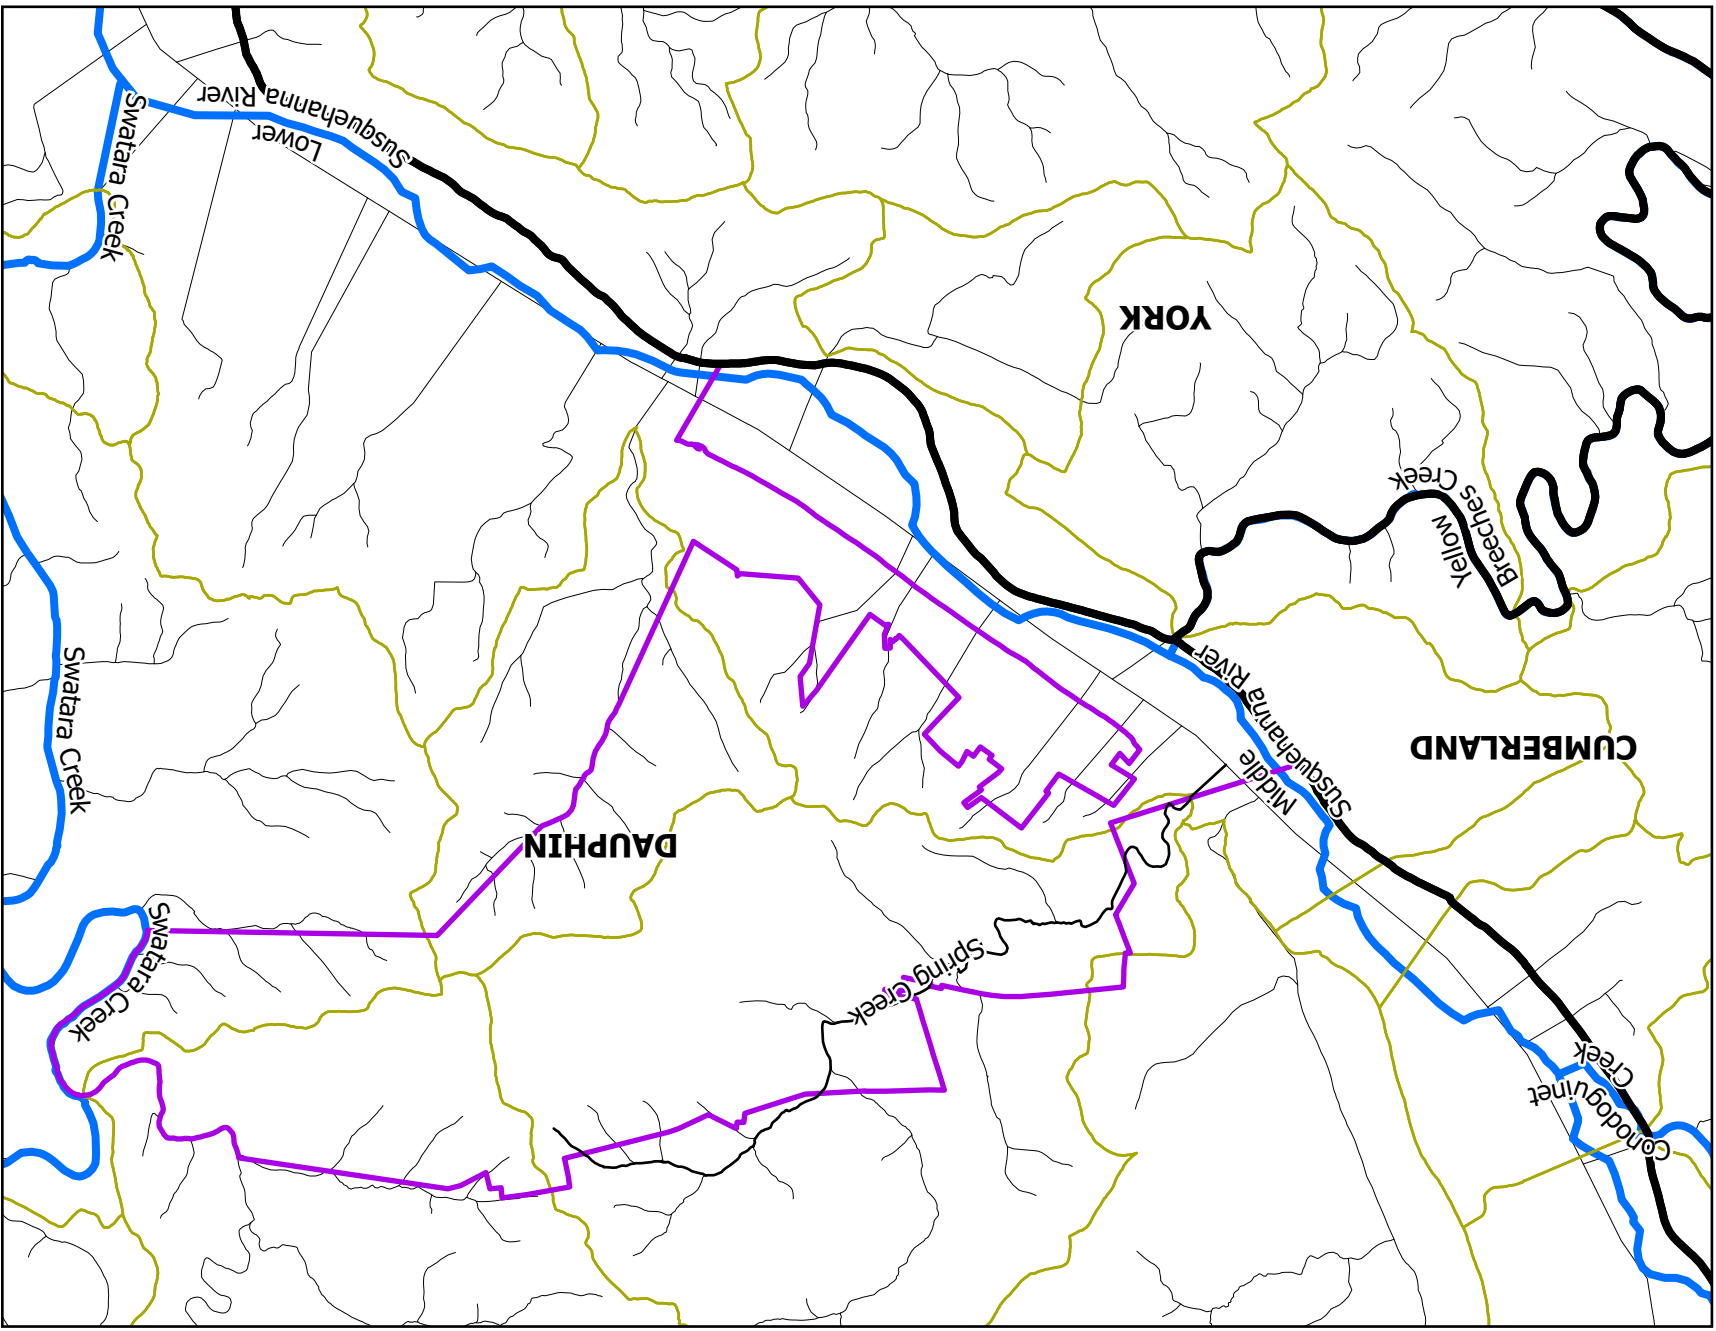 Conodoguinet
Creek
Spring Creek
Swatara Creek
DAUPHIN
Middle
Susquehanna River
CUMBERLAND
Swatara Creek
Yellow
Breeches Creek
YORK
Swatara Creek
Lower
Susquehanna River